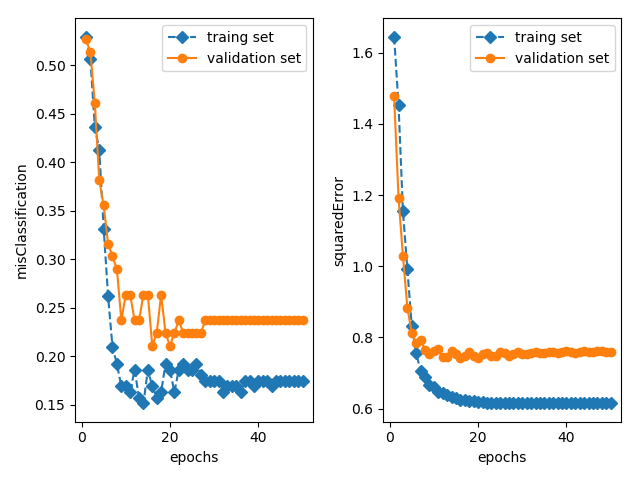 traing set
validation set
0.50
0.45
0.40
0.35
0.30
0.25
0.20
0.15
misClassification
0
20
40
epochs
traing set
validation set
1.6
1.4
1.2
1.0
0.8
0.6
squaredError
0
20
40
epochs